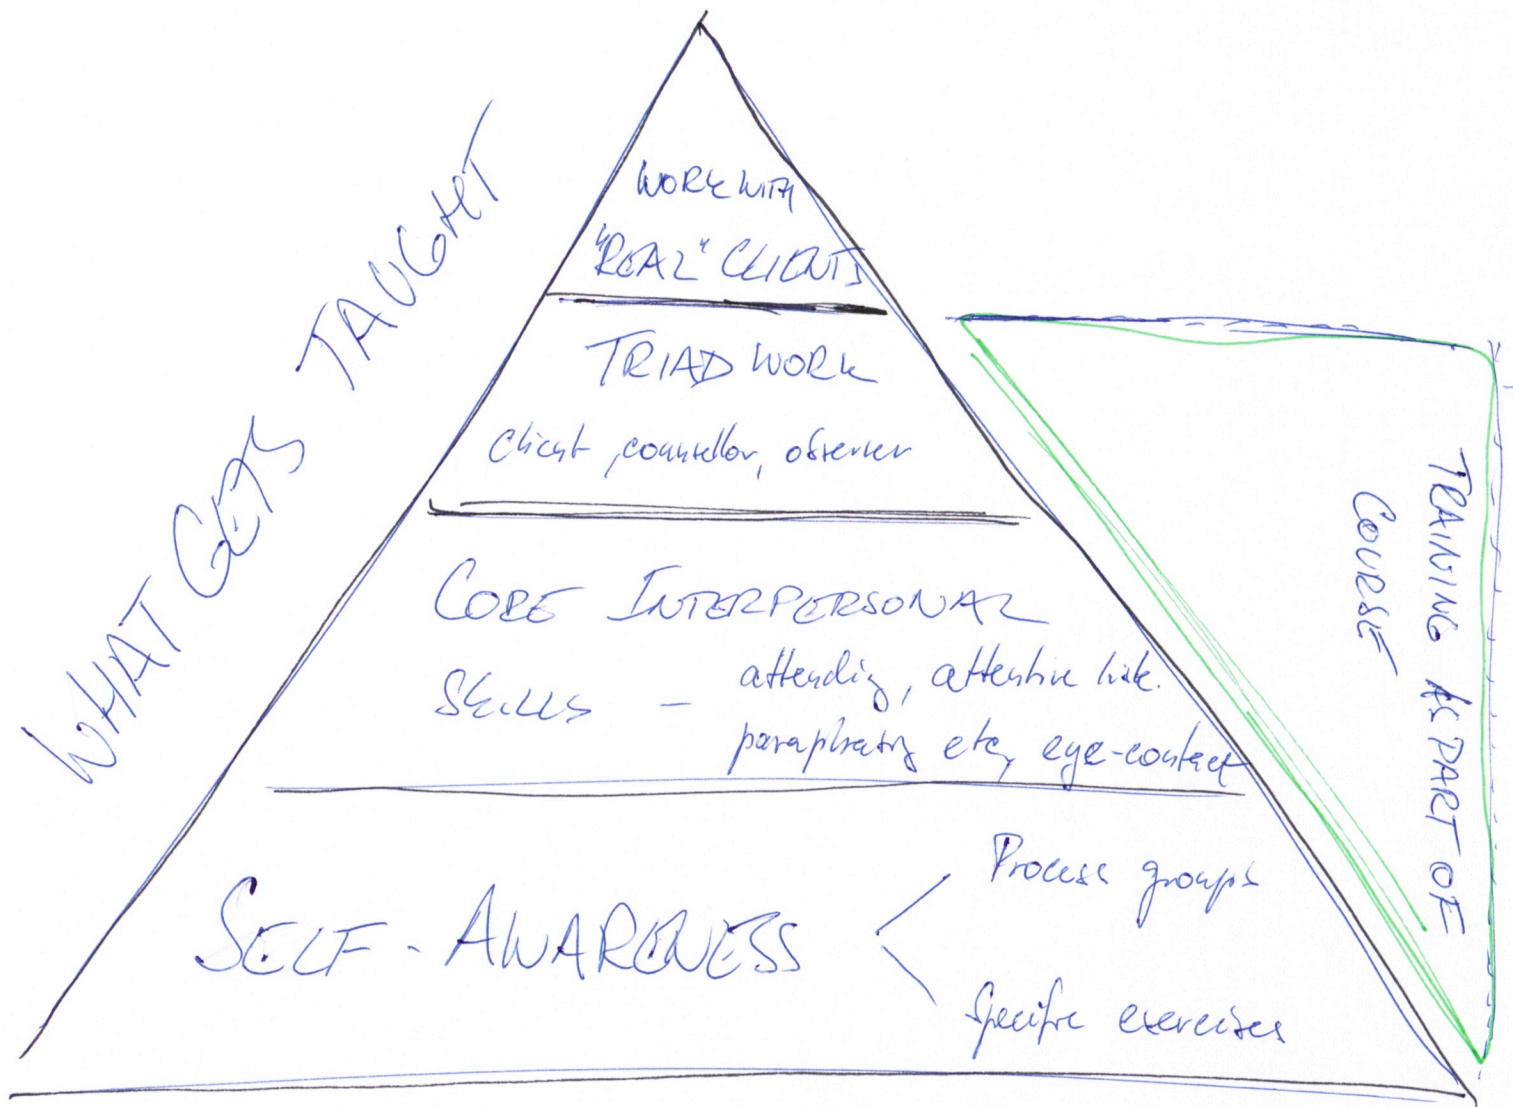 WHAT GETS TAUGHT
WORK WITH
"REAL" CLIENTS
TRIAD WORK
client, counsellor, observer
CORE INTERPERSONAL
SKILLS - attending, attentive list.
paraphrasing etc, eye-contact
SELF-AWARENESS
Process groups
Specific exercises
TRAINING AS PART OF
COURSE